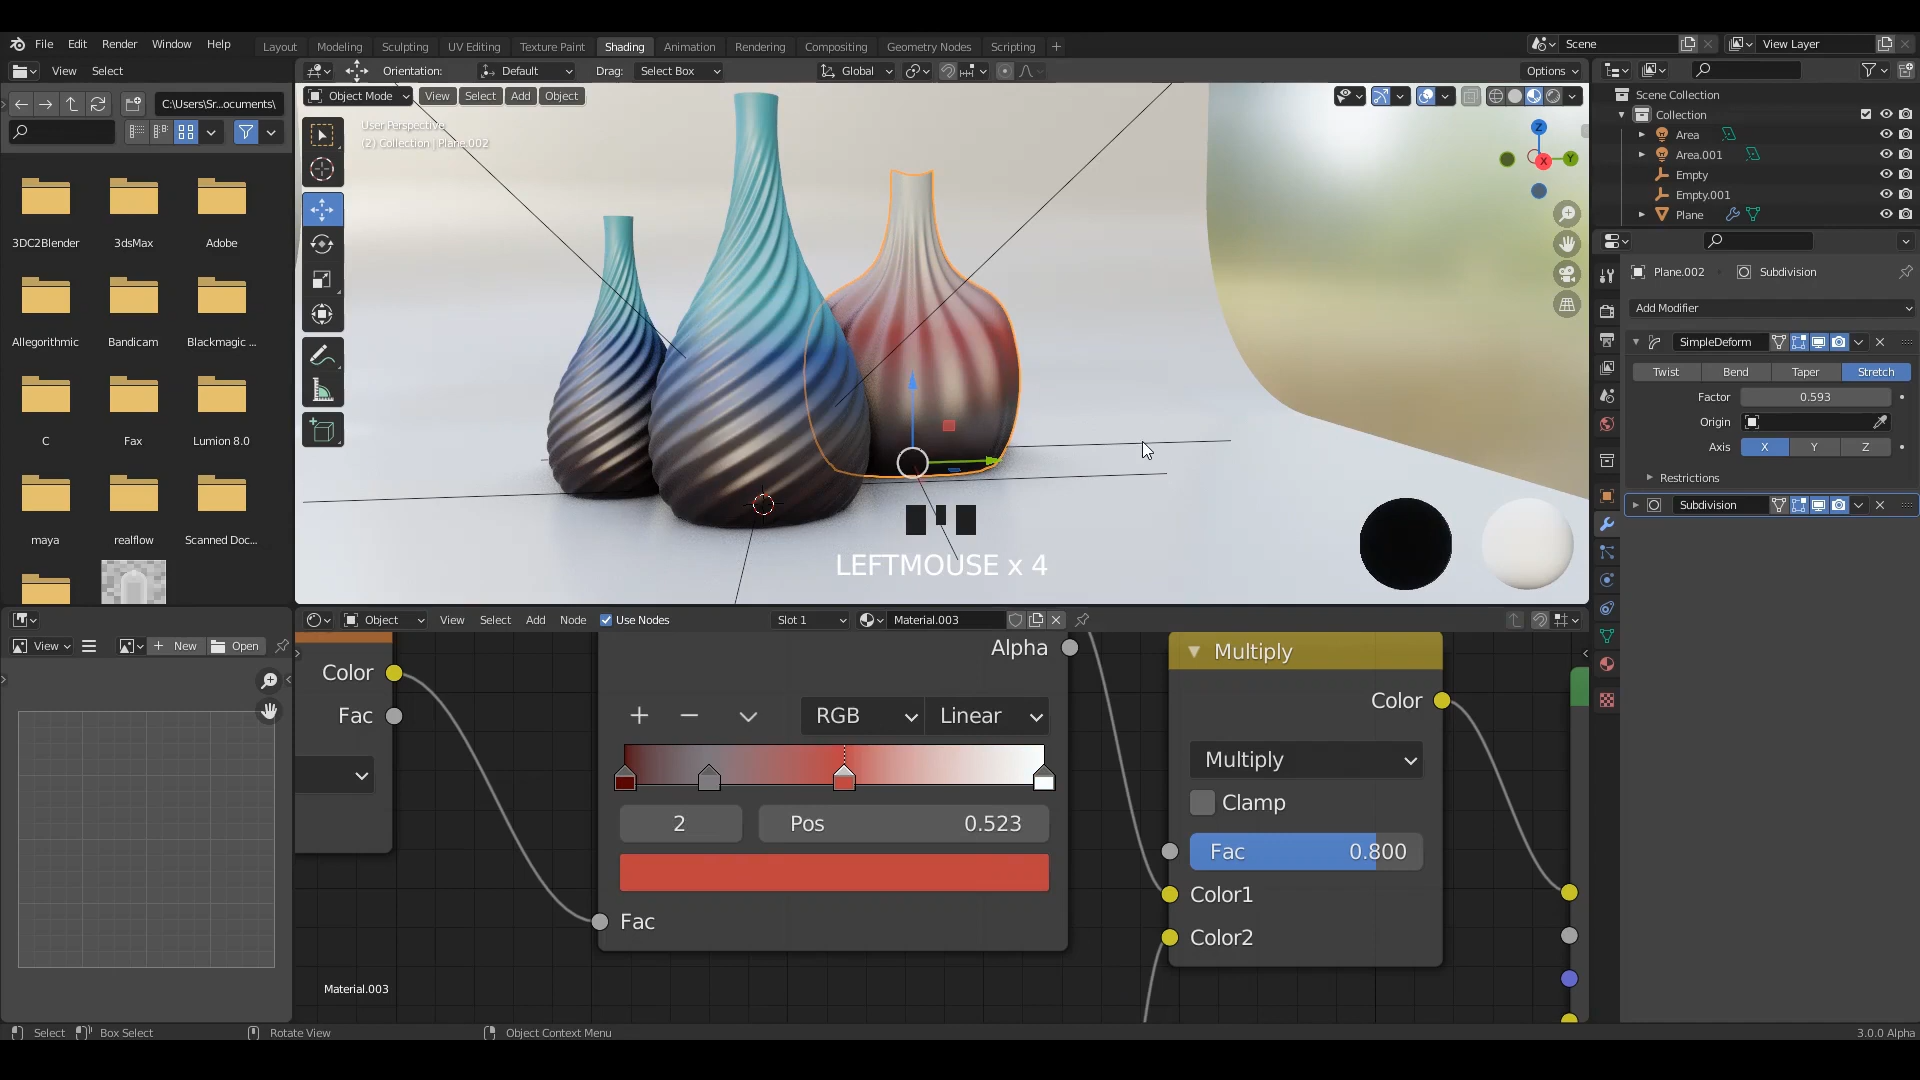 File Edit Render Window Help Layout Modeling Sculpting UV Editing Texture Paint Shading Animation Rendering Compositing Geometry Nodes Scripting + Scene View Layer
View Select Orientation: Default Drag: Select Box Global Options
C:\Users\Sr...ocuments\ Object Mode View Select Add Object
User Perspective
(2) Collection | Plane.002
Scene Collection
Collection
Area
Area.001
Empty
Empty.001
Plane
Z
X
Y
3DC2Blender 3dsMax Adobe
Allegorithmic Bandicam Blackmagic ...
C Fax Lumion 8.0
maya realflow Scanned Doc...
Plane.002 Subdivision
Add Modifier
SimpleDeform
Twist Bend Taper Stretch
Factor 0.593
Origin
Axis X Y Z
Restrictions
Subdivision
LEFTMOUSE x 4
Object View Select Add Node Use Nodes Slot 1 Material.003
View New Open
Color
Fac
Alpha
RGB Linear
2 Pos 0.523
Fac
Multiply
Color
Multiply
Clamp
Fac 0.800
Color1
Color2
Material.003
Select Box Select Rotate View Object Context Menu 3.0.0 Alpha